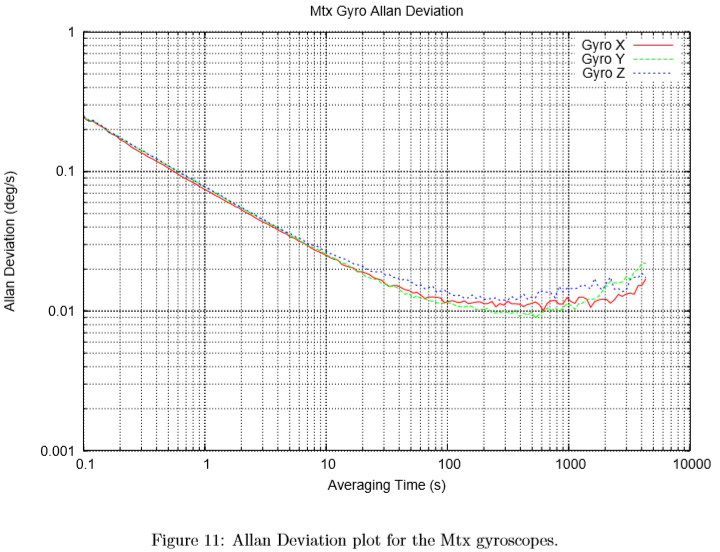 Mtx Gyro Allan Deviation
1
Gyro X
Gyro Y
Gyro Z
0.1
Allan Deviation (deg/s)
0.01
0.001
0.1 1 10 100 1000 10000
Averaging Time (s)
Figure 11: Allan Deviation plot for the Mtx gyroscopes.